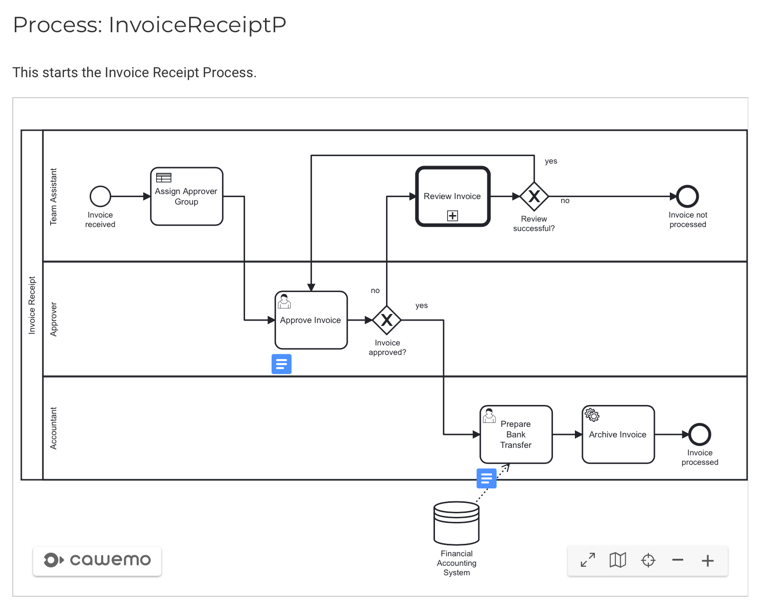 Process: InvoiceReceiptP
This starts the Invoice Receipt Process.
Invoice Receipt
Team Assistant
Invoice
received
Assign Approver
Group
Review Invoice
yes
no
Review
successful?
Invoice not
processed
Approver
Approve Invoice
no
yes
Invoice
approved?
Accountant
Prepare
Bank
Transfer
Archive Invoice
Invoice
processed
Financial
Accounting
System
cawemo